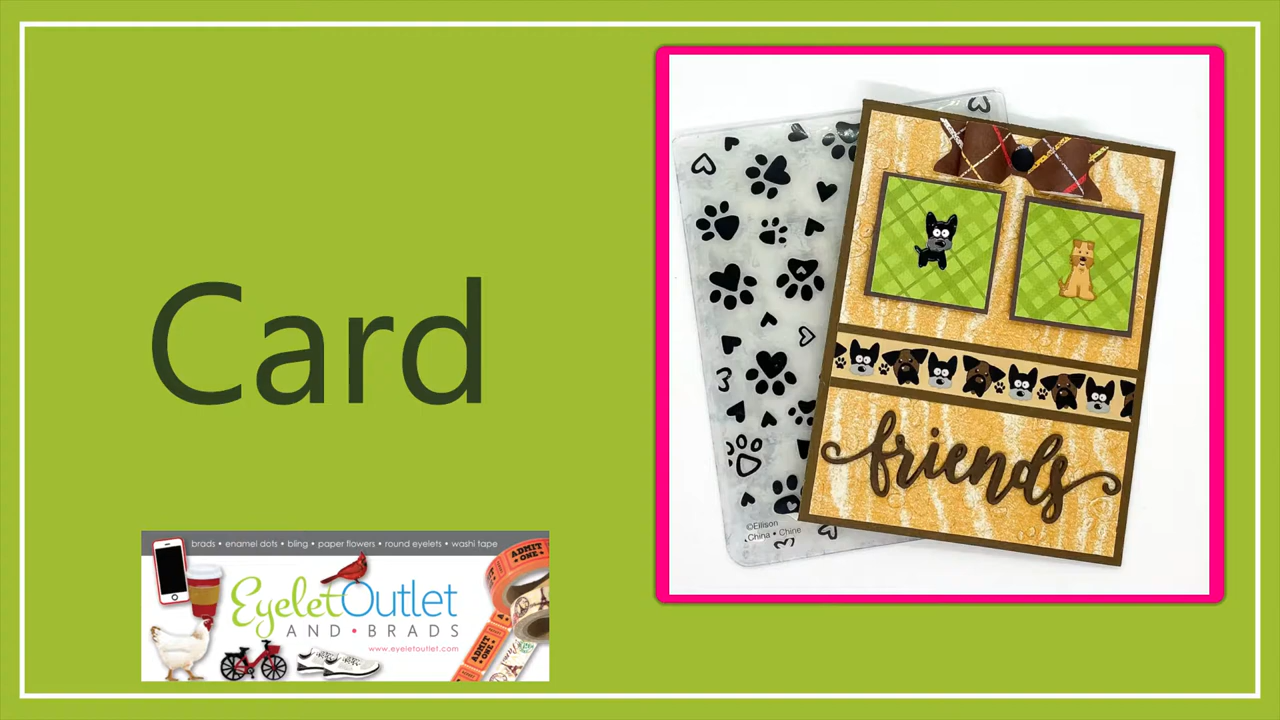 Card
friends
©Ellison
China • Chine
brads • enamel dots • bling • paper flowers • round eyelets • washi tape
EyeletOutlet
AND • BRADS
www.eyeletoutlet.com
ADMIT
ONE
ADMIT
ONE
Paris